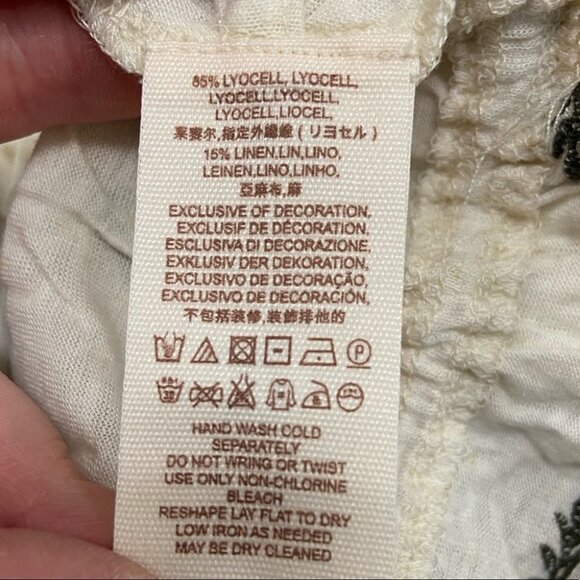 85% LYOCELL, LYOCELL,
LYOCELL,LYOCELL,
LYOCELL,LIOCEL,
莱赛尔,指定外繊維(リヨセル)
15% LINEN,LIN,LINO,
LEINEN,LINO,LINHO,
亞麻布,麻
EXCLUSIVE OF DECORATION,
EXCLUSIF DE DÉCORATION,
ESCLUSIVA DI DECORAZIONE,
EXKLUSIV DER DEKORATION,
EXCLUSIVO DE DECORAÇÃO,
EXCLUSIVO DE DECORACIÓN,
不包括装修,装飾排他的
P
HAND WASH COLD
SEPARATELY
DO NOT WRING OR TWIST
USE ONLY NON-CHLORINE
BLEACH
RESHAPE LAY FLAT TO DRY
LOW IRON AS NEEDED
MAY BE DRY CLEANED